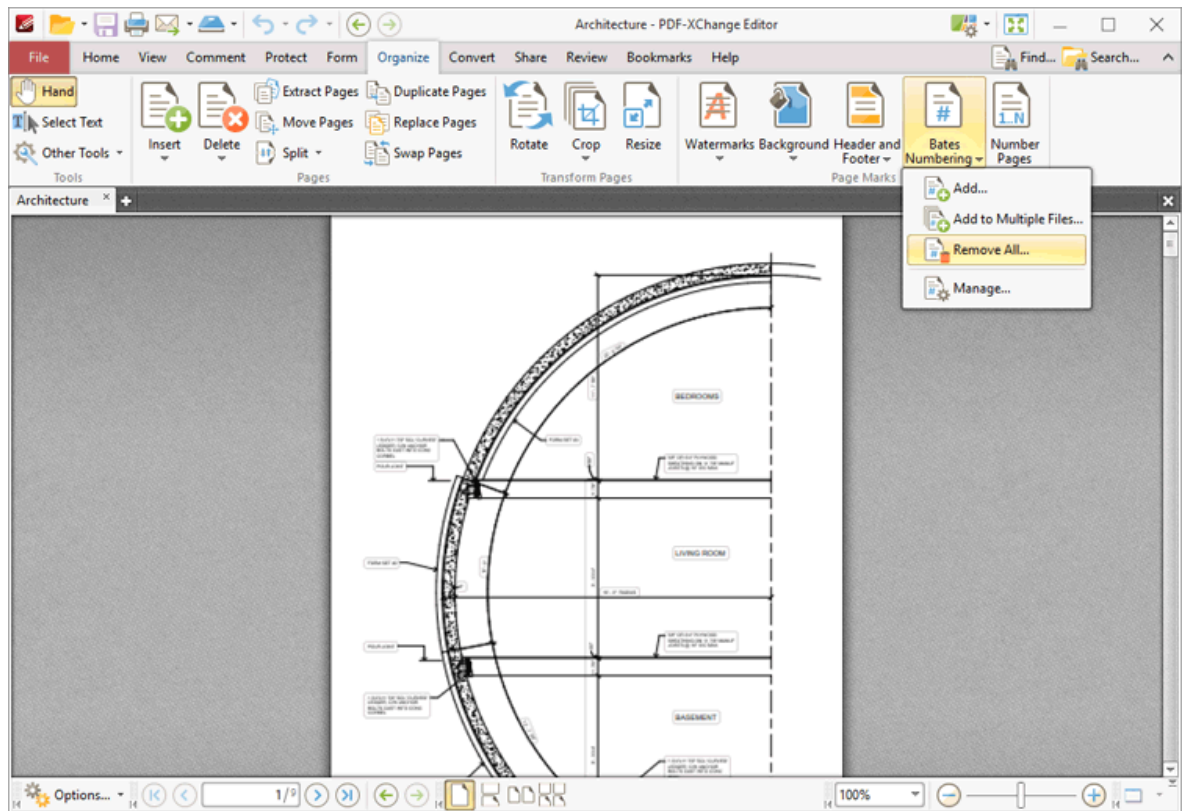 Architecture - PDF-XChange Editor
File Home View Comment Protect Form Organize Convert Share Review Bookmarks Help Find... Search...
Hand
Select Text
Other Tools
Tools
Insert
Delete
Extract Pages
Move Pages
Split
Duplicate Pages
Replace Pages
Swap Pages
Pages
Rotate
Crop
Resize
Transform Pages
Watermarks
Background
Header and
Footer
Bates
Numbering
1..N
Number
Pages
Page Marks
Add...
Add to Multiple Files...
Remove All...
Manage...
Architecture
BEDROOMS
LIVING ROOM
BASEMENT
Options...
1/9
100%